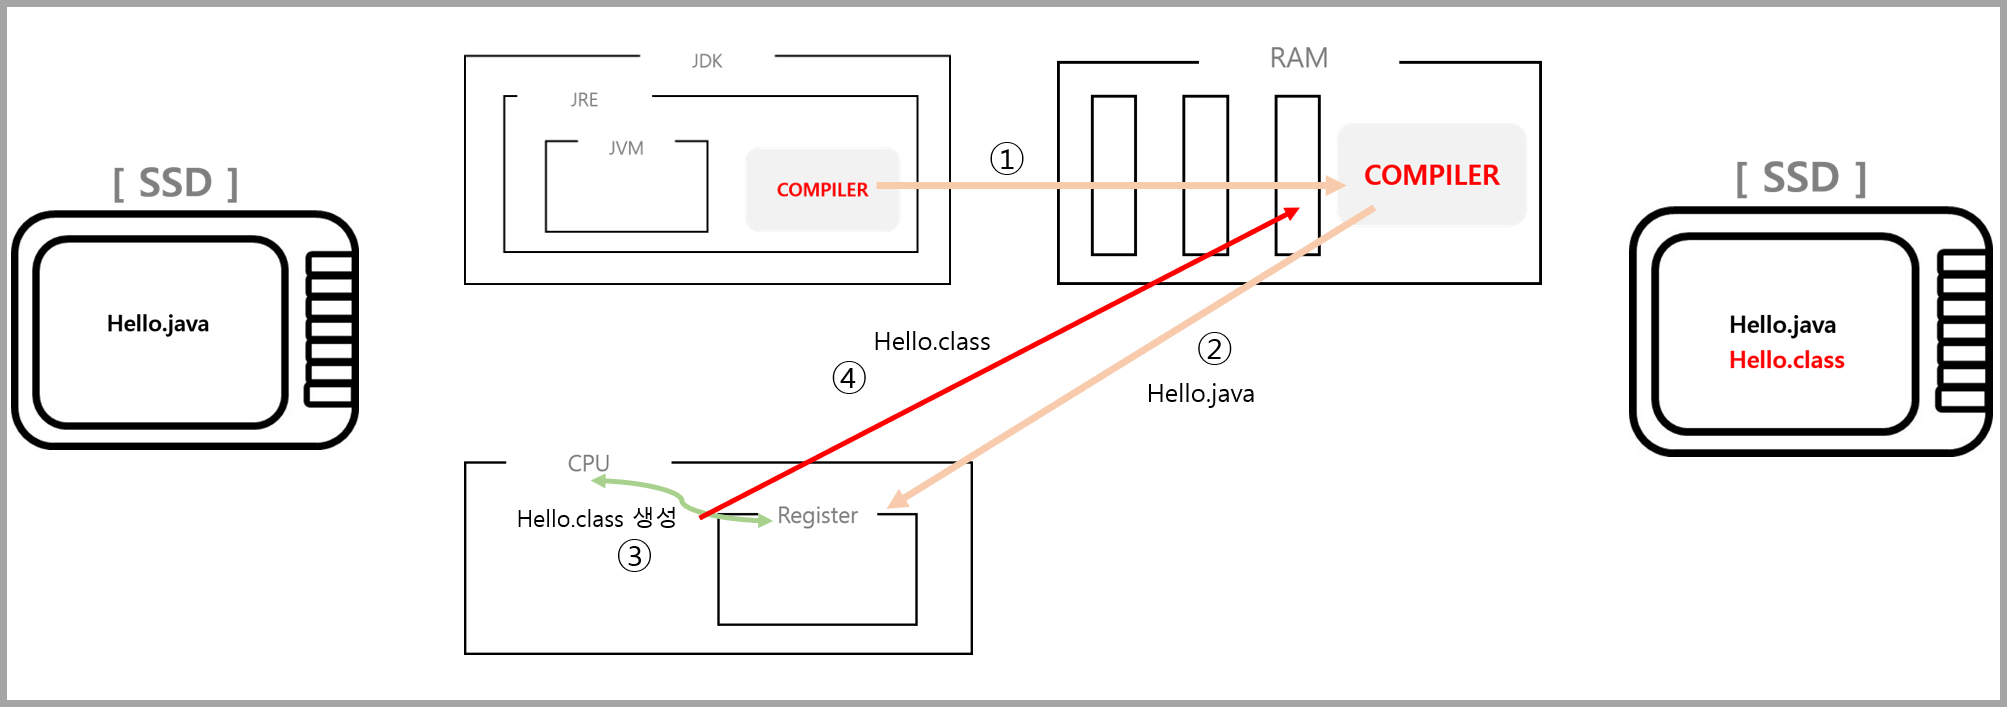 [ SSD ]
Hello.java
JDK
JRE
JVM
COMPILER
①
RAM
COMPILER
Hello.class
④
②
Hello.java
CPU
Hello.class 생성
③
Register
[ SSD ]
Hello.java
Hello.class